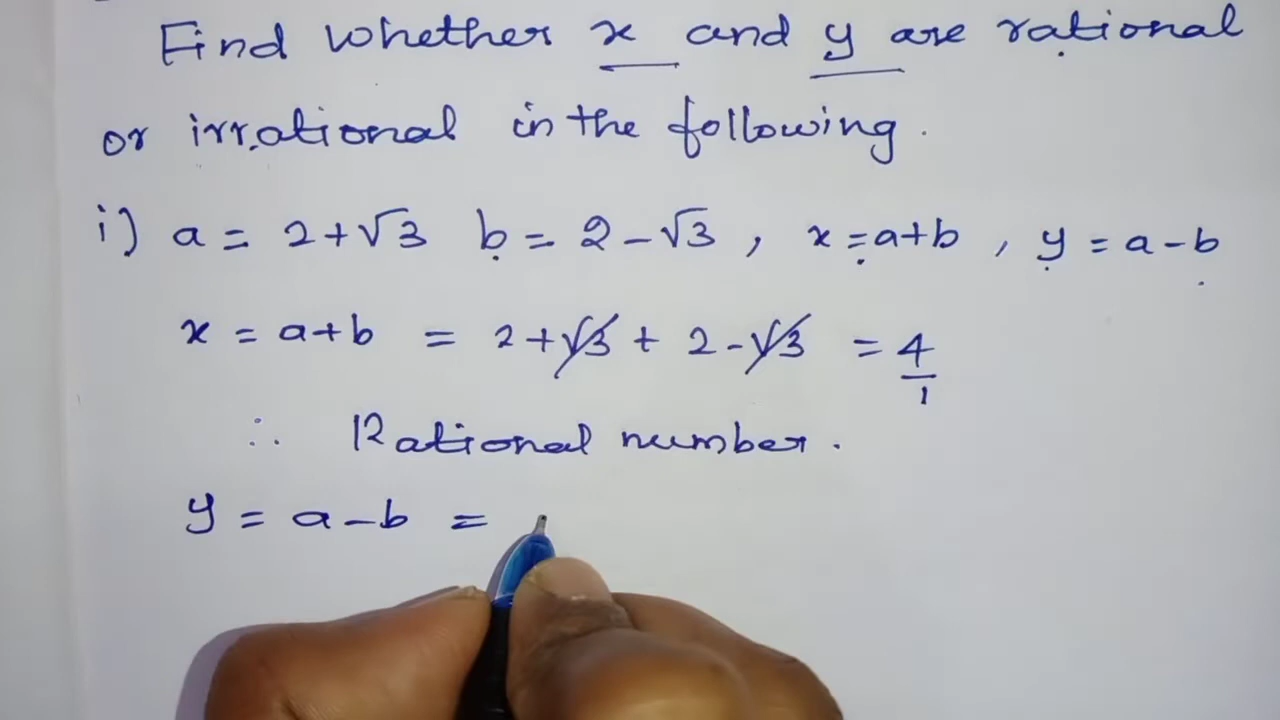 Find whether x and y are rational
or irrational in the following.
i) a = 2+√3 b = 2-√3, x=a+b, y=a-b
x = a+b = 2+√3 + 2-√3 = 4/1
∴ Rational number.
y = a-b =